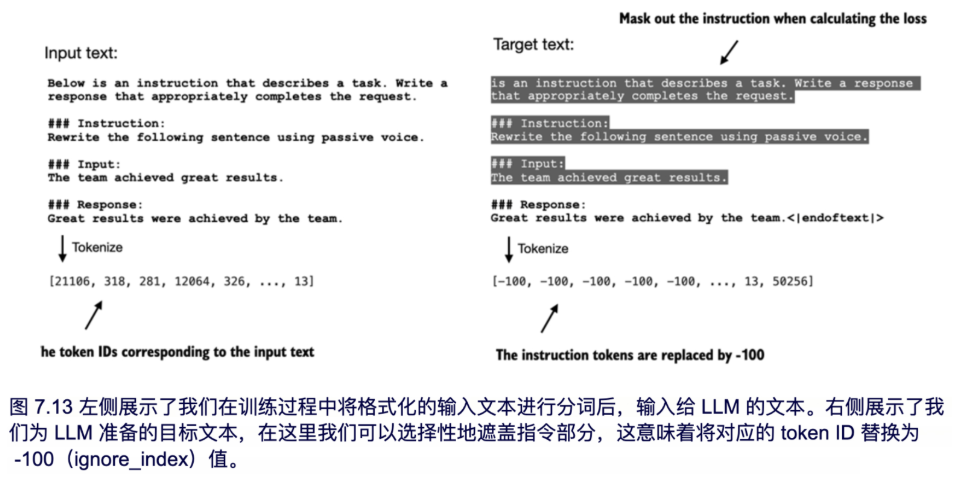 Mask out the instruction when calculating the loss
Input text:
Below is an instruction that describes a task. Write a
response that appropriately completes the request.
### Instruction:
Rewrite the following sentence using passive voice.
### Input:
The team achieved great results.
### Response:
Great results were achieved by the team.
Tokenize
[21106, 318, 281, 12064, 326, ..., 13]
he token IDs corresponding to the input text
Target text:
is an instruction that describes a task. Write a response
that appropriately completes the request.
### Instruction:
Rewrite the following sentence using passive voice.
### Input:
The team achieved great results.
### Response:
Great results were achieved by the team.<|endoftext|>
Tokenize
[-100, -100, -100, -100, -100, ..., 13, 50256]
The instruction tokens are replaced by -100
图 7.13 左侧展示了我们在训练过程中将格式化的输入文本进行分词后，输入给 LLM 的文本。右侧展示了我
们为 LLM 准备的目标文本，在这里我们可以选择性地遮盖指令部分，这意味着将对应的 token ID 替换为
-100（ignore_index）值。